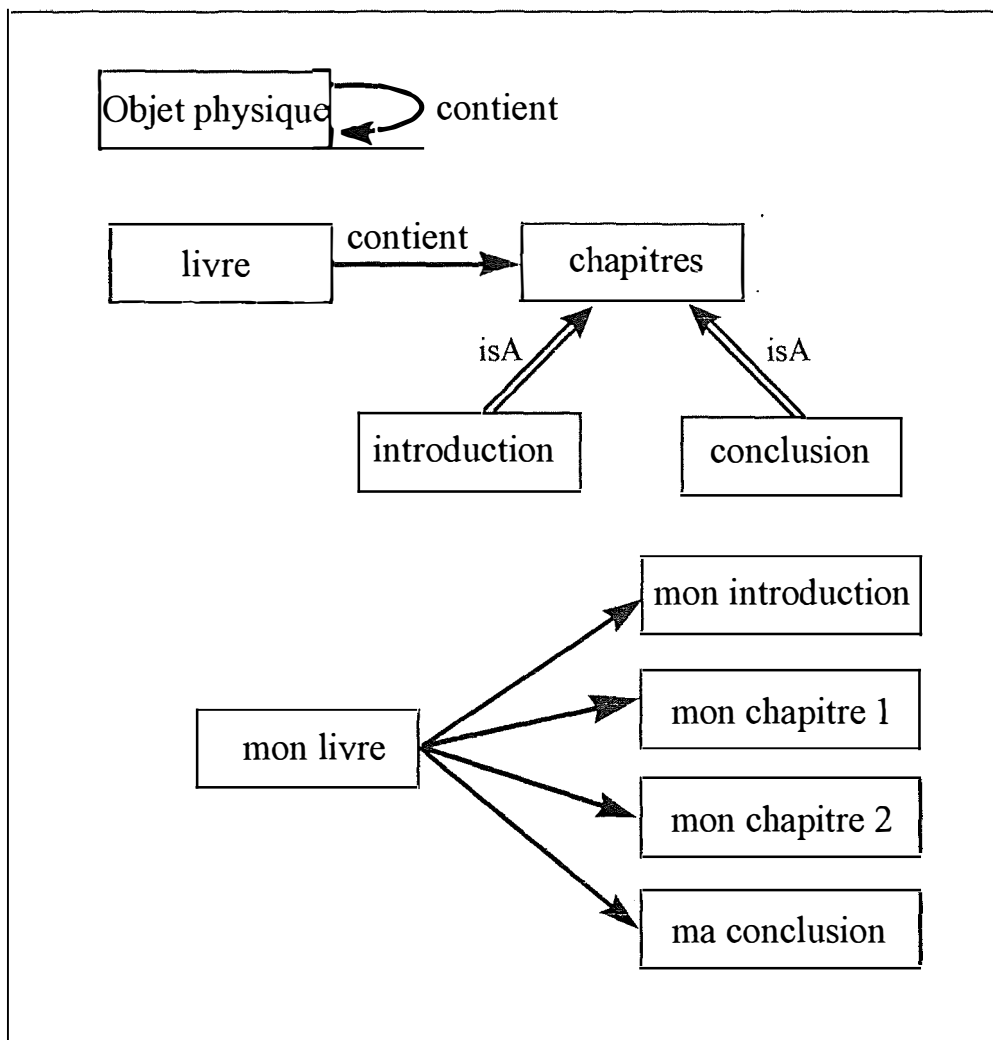 Objet physique
contient
livre
contient
chapitres
isA
isA
introduction
conclusion
mon introduction
mon chapitre 1
mon livre
mon chapitre 2
ma conclusion